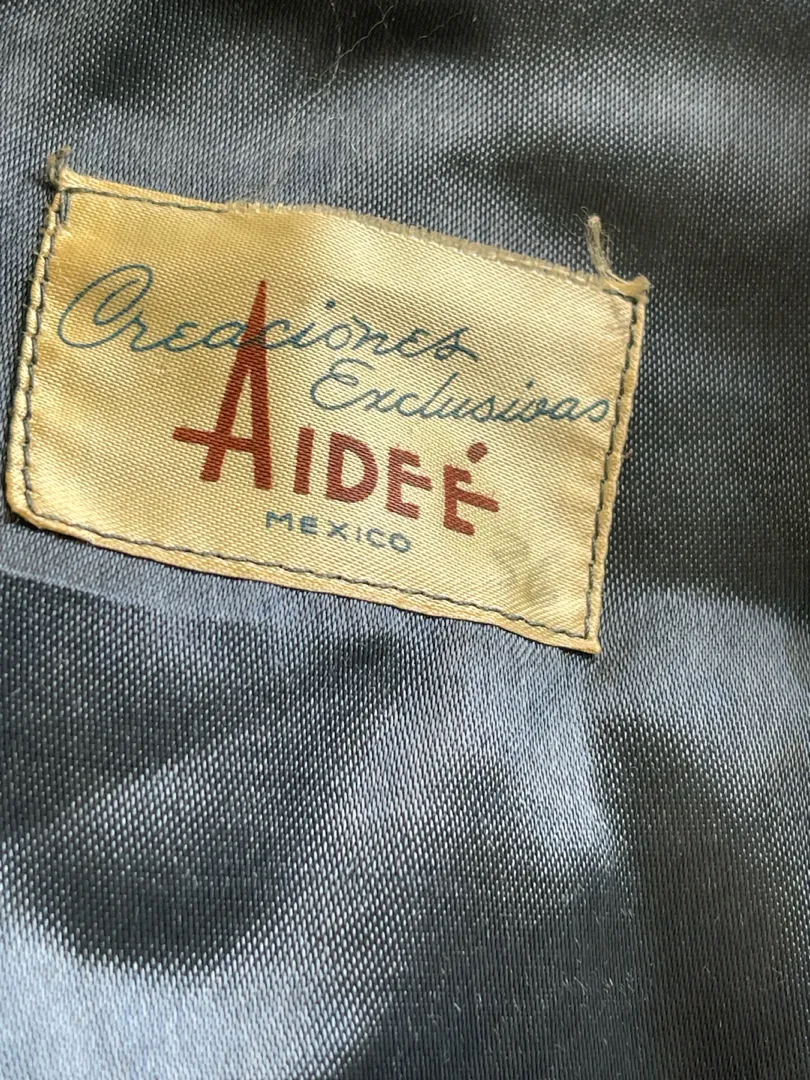 Creaciones
Exclusivas
AIDEÉ
MEXICO